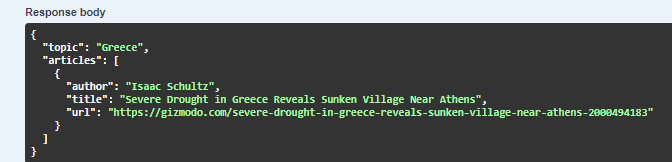 Response body
{
  "topic": "Greece",
  "articles": [
    {
      "author": "Isaac Schultz",
      "title": "Severe Drought in Greece Reveals Sunken Village Near Athens",
      "url": "https://gizmodo.com/severe-drought-in-greece-reveals-sunken-village-near-athens-2000494183"
    }
  ]
}